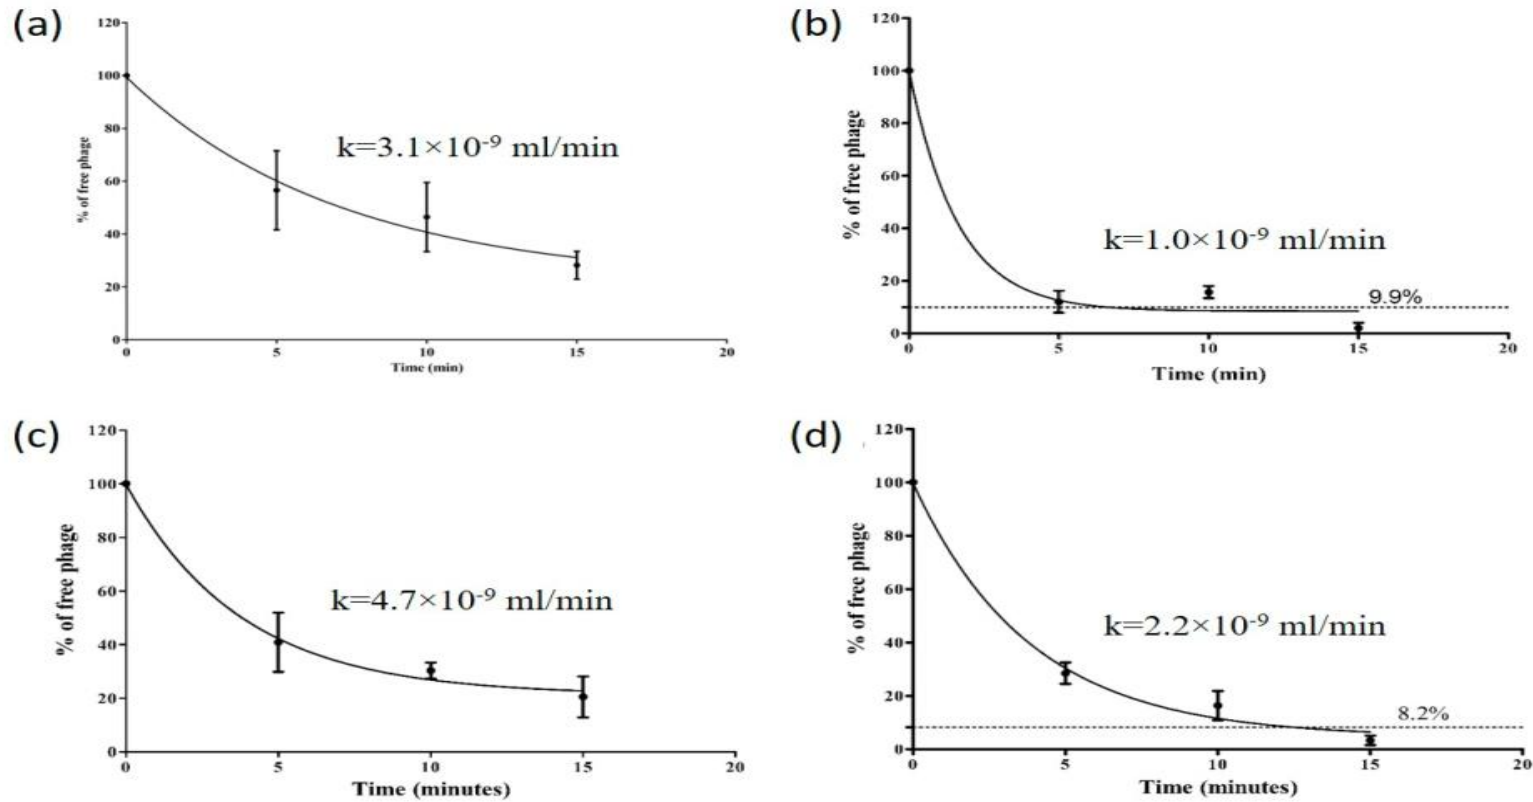 (a)
120
100
80
60
40
20
0
% of free phage
k=3.1×10⁻⁹ ml/min
0 5 10 15 20
Time (min)
(b)
120
100
80
60
40
20
0
% of free phage
k=1.0×10⁻⁹ ml/min
9.9%
0 5 10 15 20
Time (min)
(c)
120
100
80
60
40
20
0
% of free phage
k=4.7×10⁻⁹ ml/min
0 5 10 15 20
Time (minutes)
(d)
120
100
80
60
40
20
0
% of free phage
k=2.2×10⁻⁹ ml/min
8.2%
0 5 10 15 20
Time (minutes)